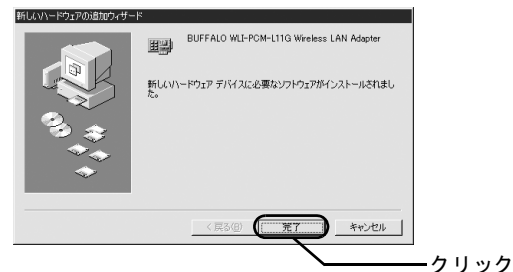 新しいハードウェアの追加ウィザード
BUFFALO WLI-PCM-L11G Wireless LAN Adapter
新しいハードウェア デバイスに必要なソフトウェアがインストールされまし
た。
< 戻る(B)
完了
キャンセル
クリック